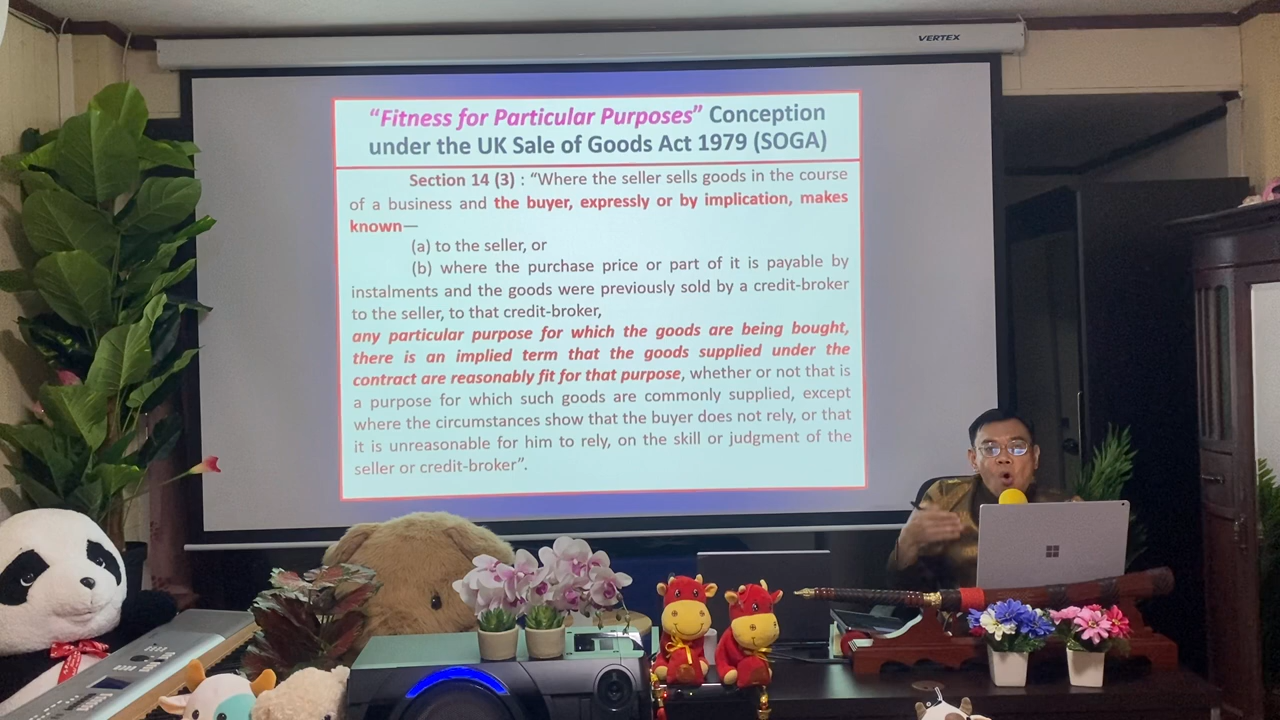 VERTEX
“Fitness for Particular Purposes” Conception
under the UK Sale of Goods Act 1979 (SOGA)
Section 14 (3) : “Where the seller sells goods in the course
of a business and the buyer, expressly or by implication, makes
known—
(a) to the seller, or
(b) where the purchase price or part of it is payable by
instalments and the goods were previously sold by a credit-broker
to the seller, to that credit-broker,
any particular purpose for which the goods are being bought,
there is an implied term that the goods supplied under the
contract are reasonably fit for that purpose, whether or not that is
a purpose for which such goods are commonly supplied, except
where the circumstances show that the buyer does not rely, or that
it is unreasonable for him to rely, on the skill or judgment of the
seller or credit-broker”.